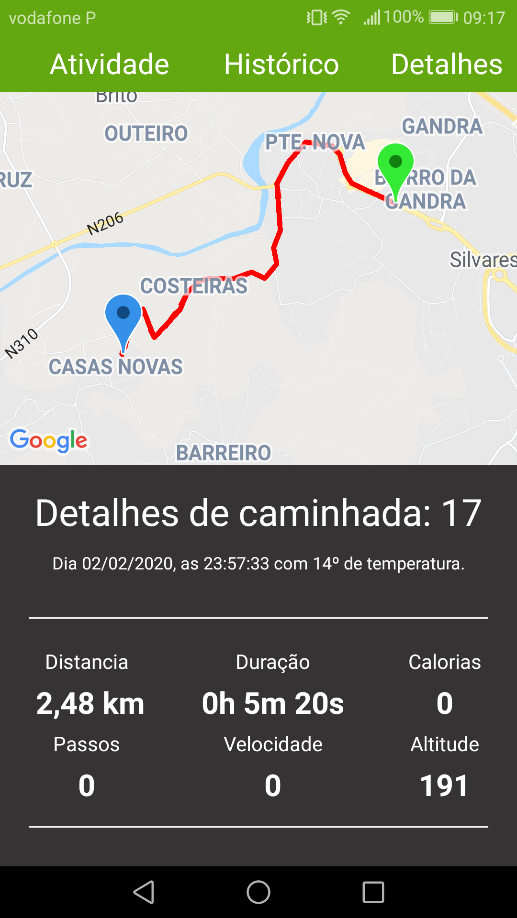 vodafone P 100% 09:17
Atividade Histórico Detalhes
Brito
OUTEIRO
PTE. NOVA
GANDRA
RUZ
GANDRA
N206
Silvares
COSTEIRAS
N310
CASAS NOVAS
Google
BARREIRO
Detalhes de caminhada: 17
Dia 02/02/2020, as 23:57:33 com 14º de temperatura.
Distancia Duração Calorias
2,48 km 0h 5m 20s 0
Passos Velocidade Altitude
0 0 191